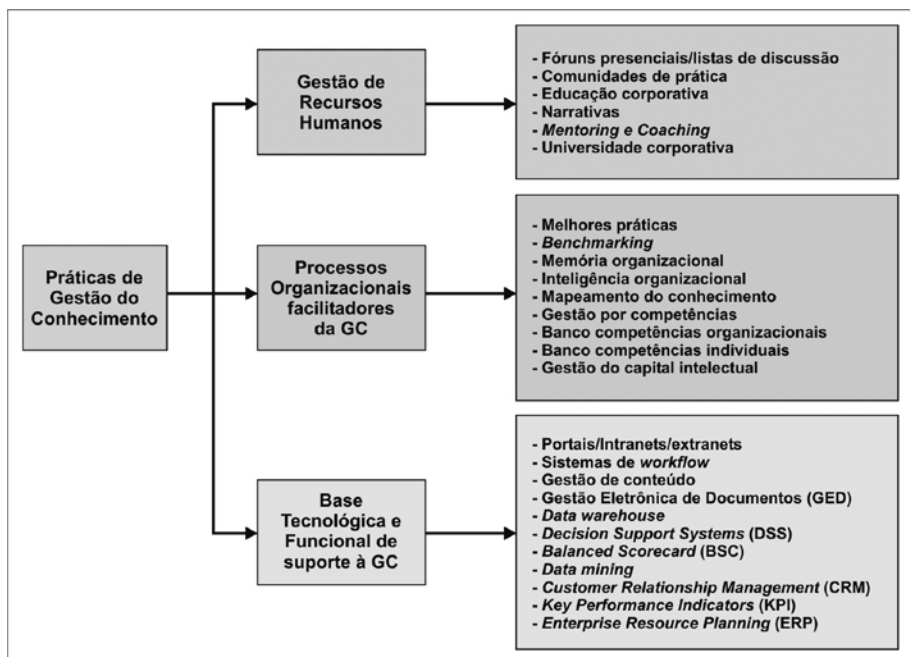 Práticas de
Gestão do
Conhecimento
Gestão de
Recursos
Humanos
- Fóruns presenciais/listas de discussão
- Comunidades de prática
- Educação corporativa
- Narrativas
- Mentoring e Coaching
- Universidade corporativa
Processos
Organizacionais
facilitadores
da GC
- Melhores práticas
- Benchmarking
- Memória organizacional
- Inteligência organizacional
- Mapeamento do conhecimento
- Gestão por competências
- Banco competências organizacionais
- Banco competências individuais
- Gestão do capital intelectual
Base
Tecnológica e
Funcional de
suporte à GC
- Portais/Intranets/extranets
- Sistemas de workflow
- Gestão de conteúdo
- Gestão Eletrônica de Documentos (GED)
- Data warehouse
- Decision Support Systems (DSS)
- Balanced Scorecard (BSC)
- Data mining
- Customer Relationship Management (CRM)
- Key Performance Indicators (KPI)
- Enterprise Resource Planning (ERP)